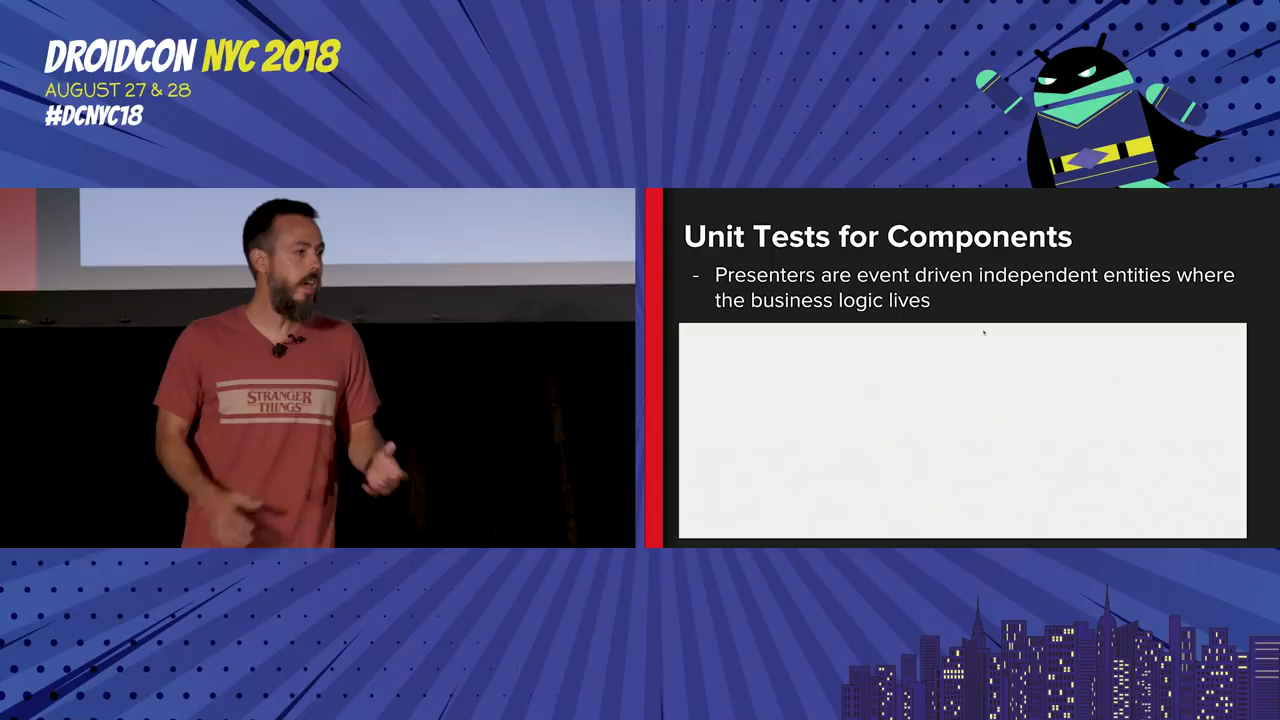 DROIDCON NYC 2018
AUGUST 27 & 28
#DCNYC18
STRANGER
THINGS
Unit Tests for Components
- Presenters are event driven independent entities where
the business logic lives